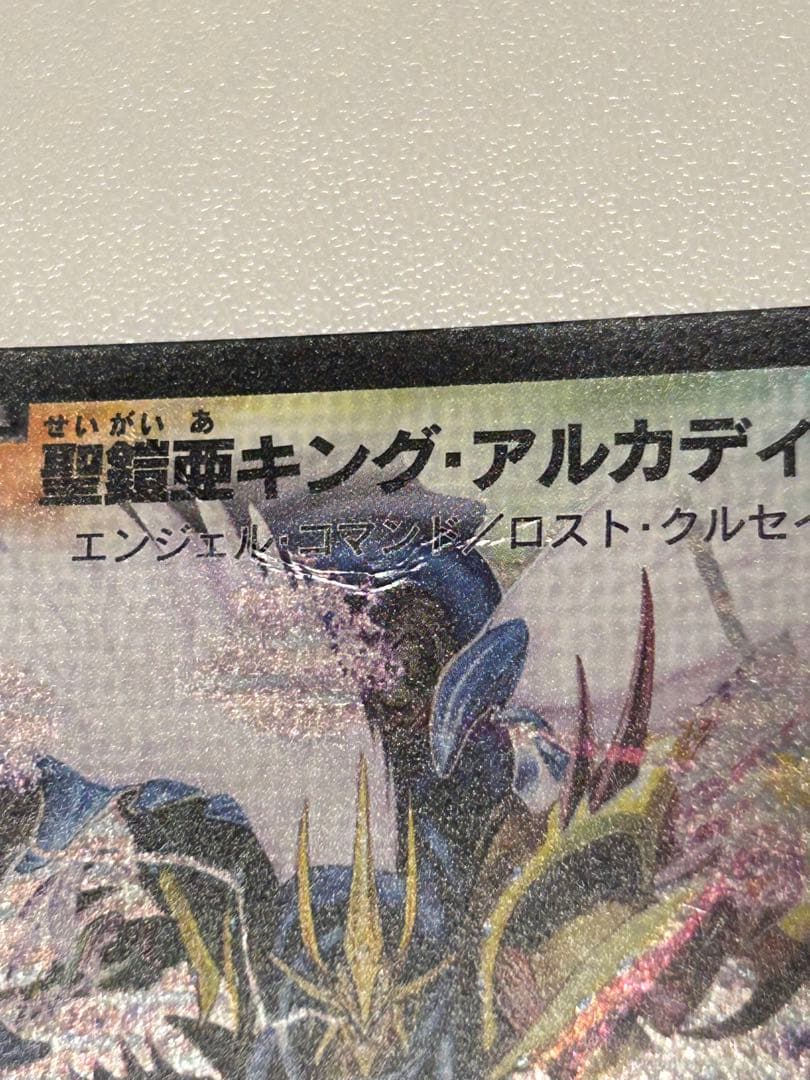 せいがい あ
聖鎧亜キング・アルカデイ
エンジェル・コマンド／ロスト・クルセイ